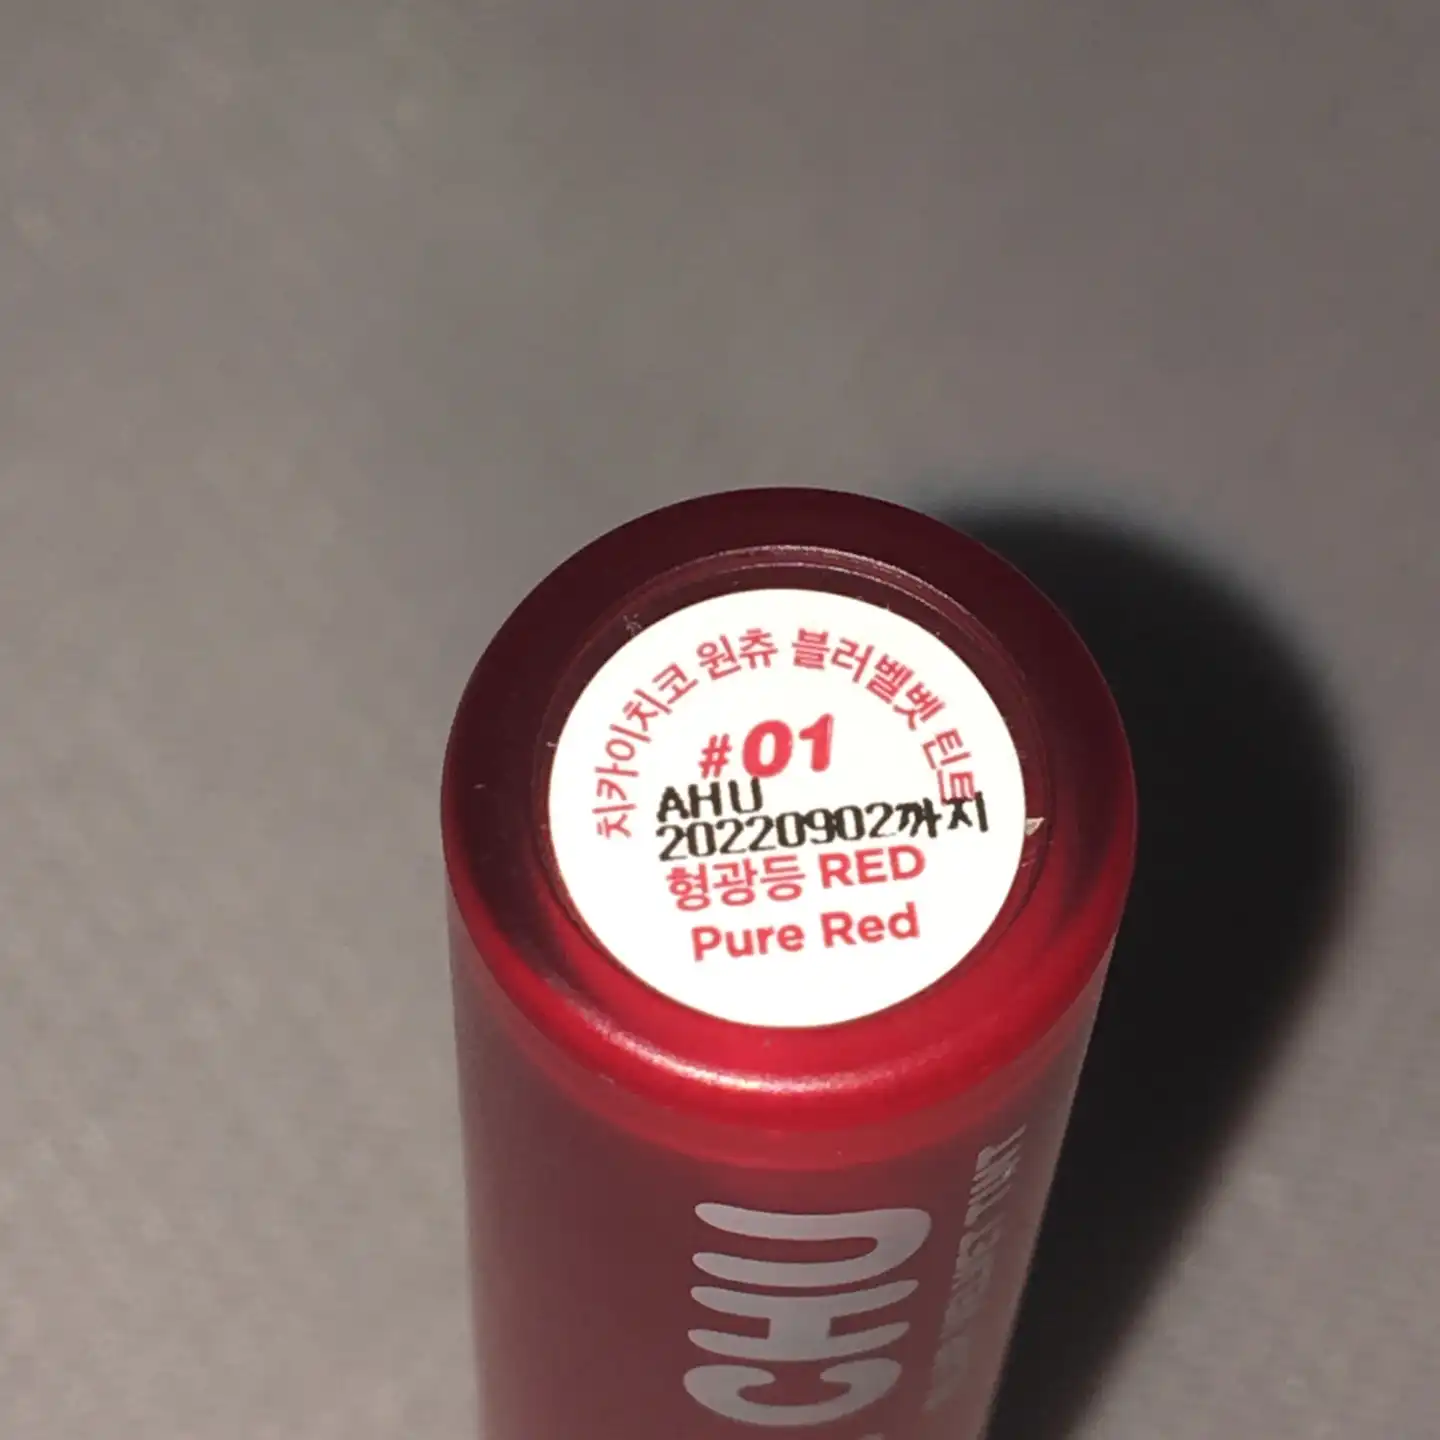 치카이치코 원츄 블러벨벳 틴트
#01
AHU
20220902까지
형광등 RED
Pure Red
CHU